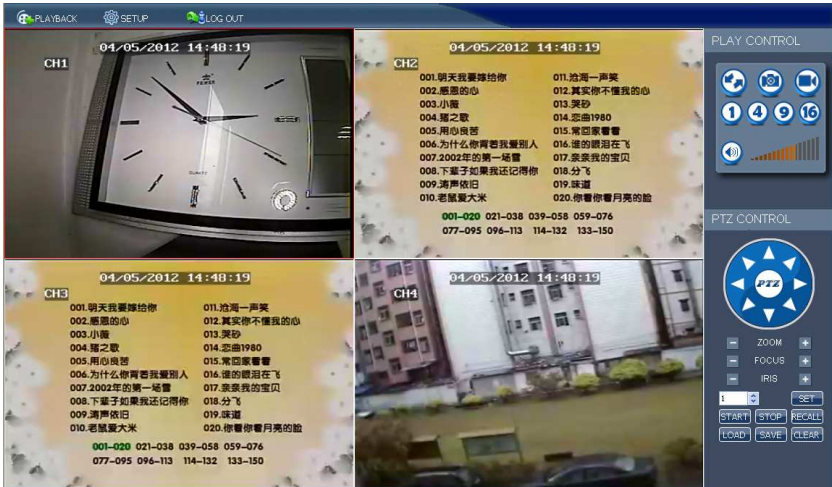 PLAYBACK SETUP LOG OUT
04/05/2012 14:48:19
CH1
QUARTZ
04/05/2012 14:48:19
CH2
001.明天我要嫁给你 011.沧海一声笑
002.感恩的心 012.其实你不懂我的心
003.小薇 013.哭砂
004.猪之歌 014.恋曲1980
005.用心良苦 015.常回家看看
006.为什么你背着我爱别人 016.谁的眼泪在飞
007.2002年的第一场雪 017.亲亲我的宝贝
008.下辈子如果我还记得你 018.分飞
009.涛声依旧 019.味道
010.老鼠爱大米 020.你看你看月亮的脸
001-020 021-038 039-058 059-076
077-095 096-113 114-132 133-150
04/05/2012 14:48:19
CH3
001.明天我要嫁给你 011.沧海一声笑
002.感恩的心 012.其实你不懂我的心
003.小薇 013.哭砂
004.猪之歌 014.恋曲1980
005.用心良苦 015.常回家看看
006.为什么你背着我爱别人 016.谁的眼泪在飞
007.2002年的第一场雪 017.亲亲我的宝贝
008.下辈子如果我还记得你 018.分飞
009.涛声依旧 019.味道
010.老鼠爱大米 020.你看你看月亮的脸
001-020 021-038 039-058 059-076
077-095 096-113 114-132 133-150
04/05/2012 14:48:19
CH4
PLAY CONTROL
1 4 9 16
PTZ CONTROL
PTZ
ZOOM
FOCUS
IRIS
1 SET
START STOP RECALL
LOAD SAVE CLEAR